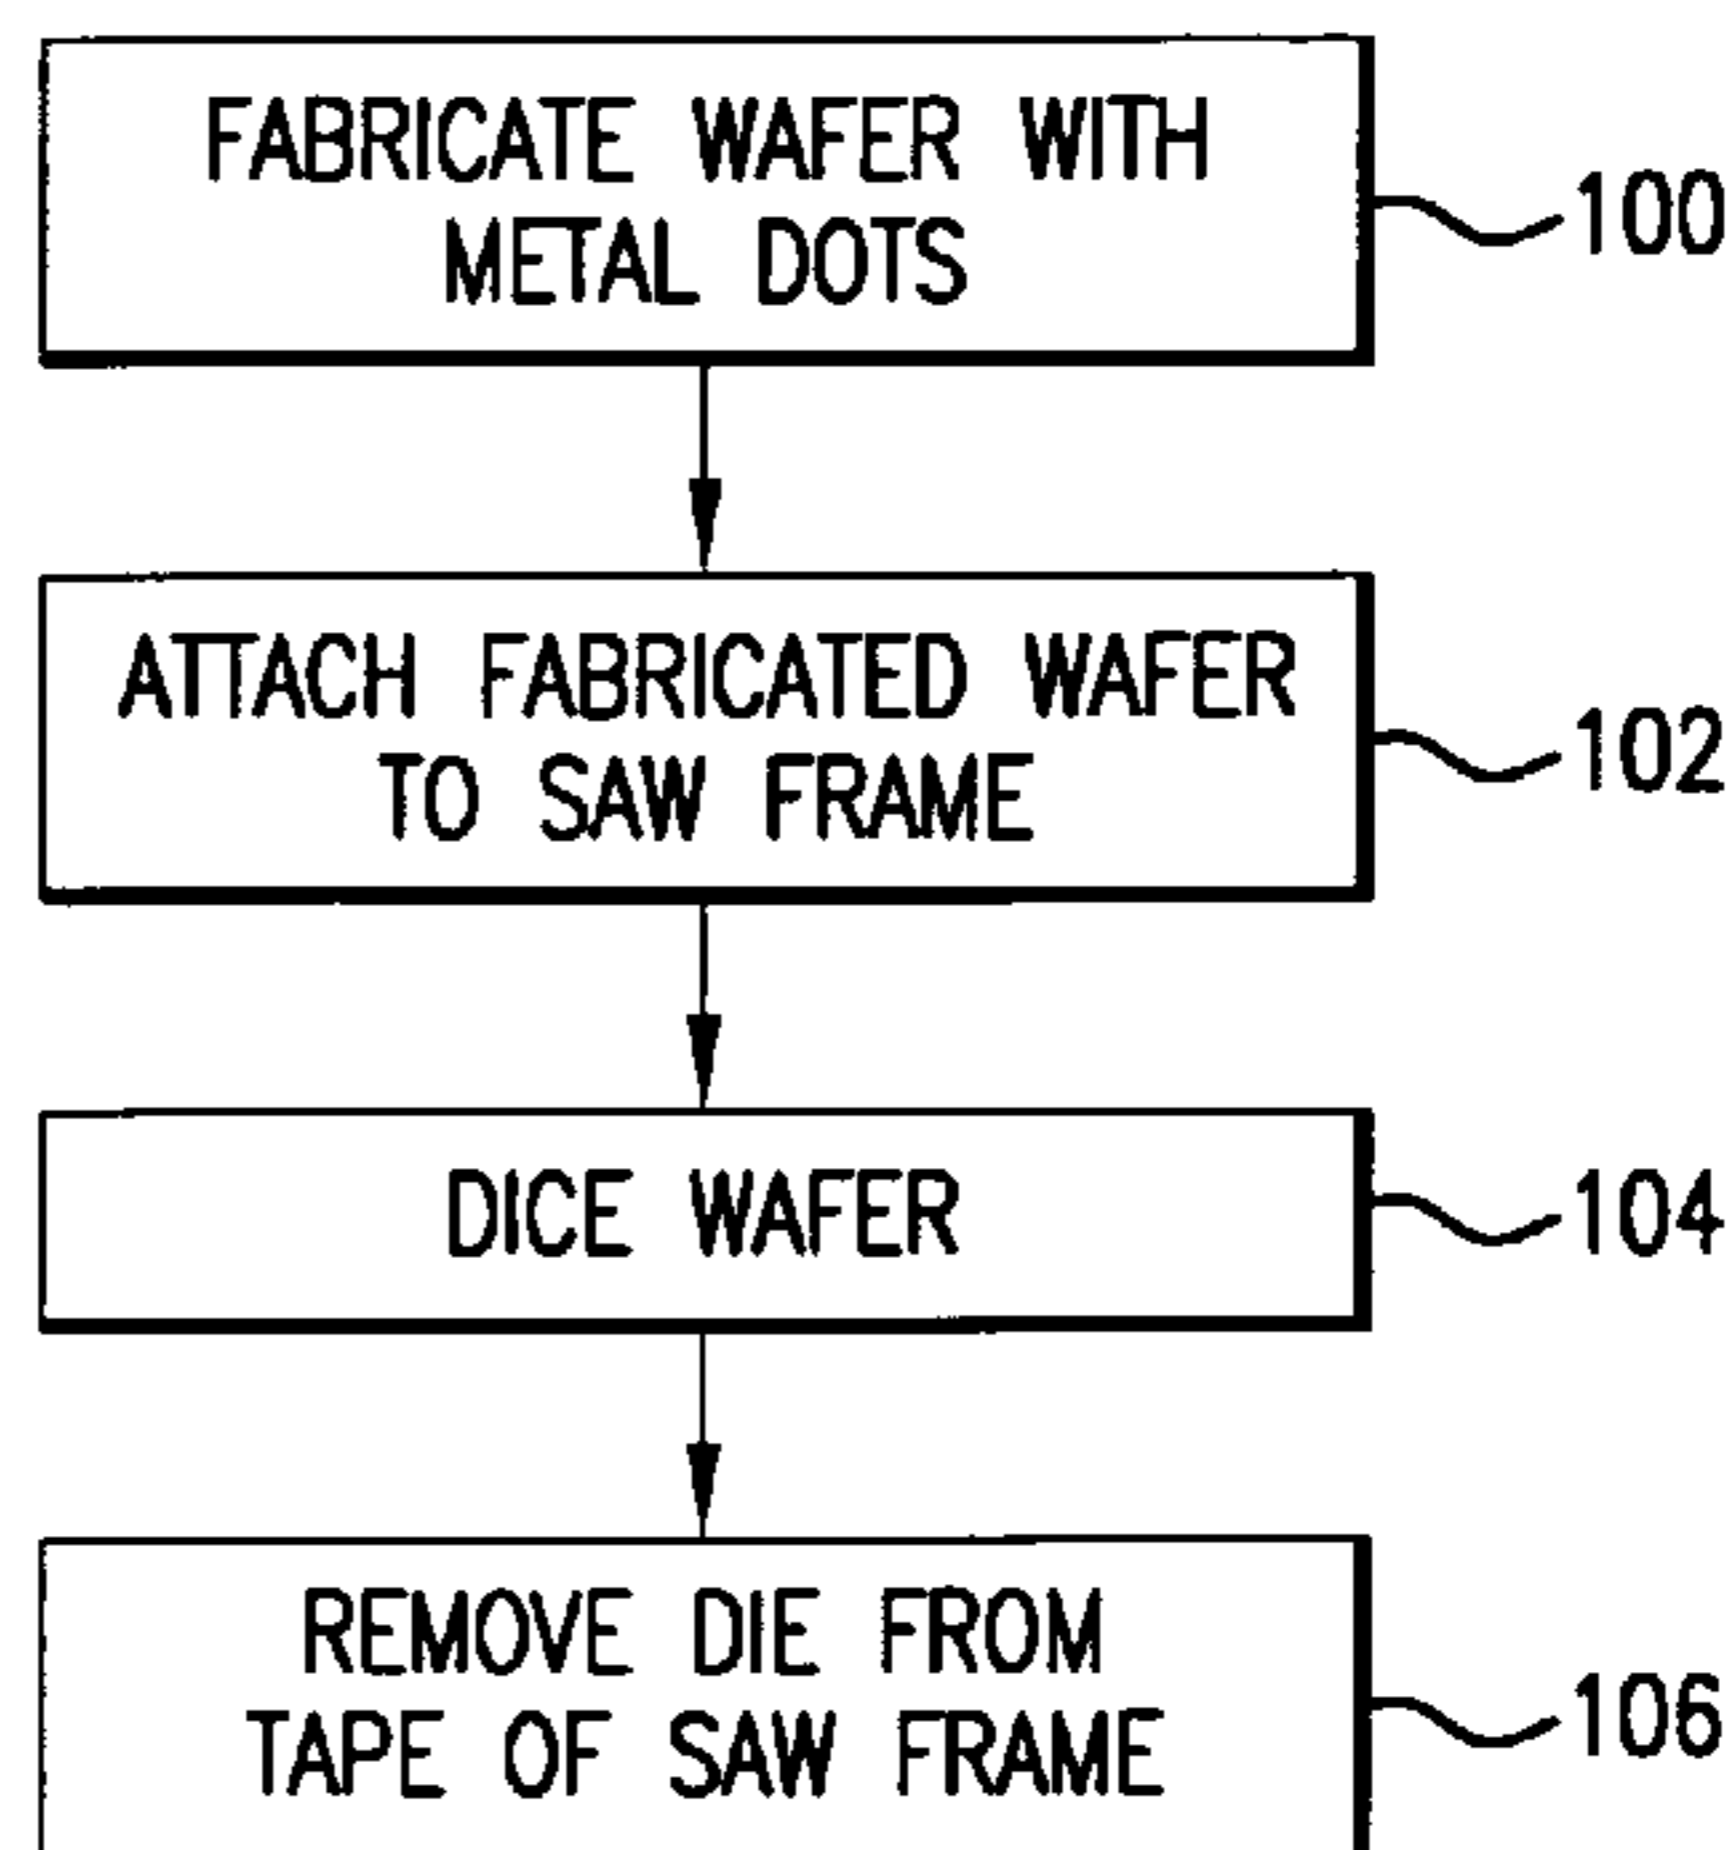 FABRICATE WAFER WITH
METAL DOTS
100
ATTACH FABRICATED WAFER
TO SAW FRAME
102
DICE WAFER
104
REMOVE DIE FROM
TAPE OF SAW FRAME
106